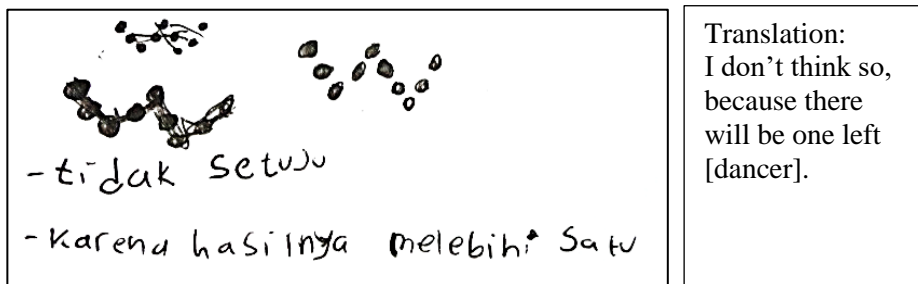 -tidak setuju
-Karena hasilnya melebihi satu
Translation:
I don’t think so,
because there
will be one left
[dancer].